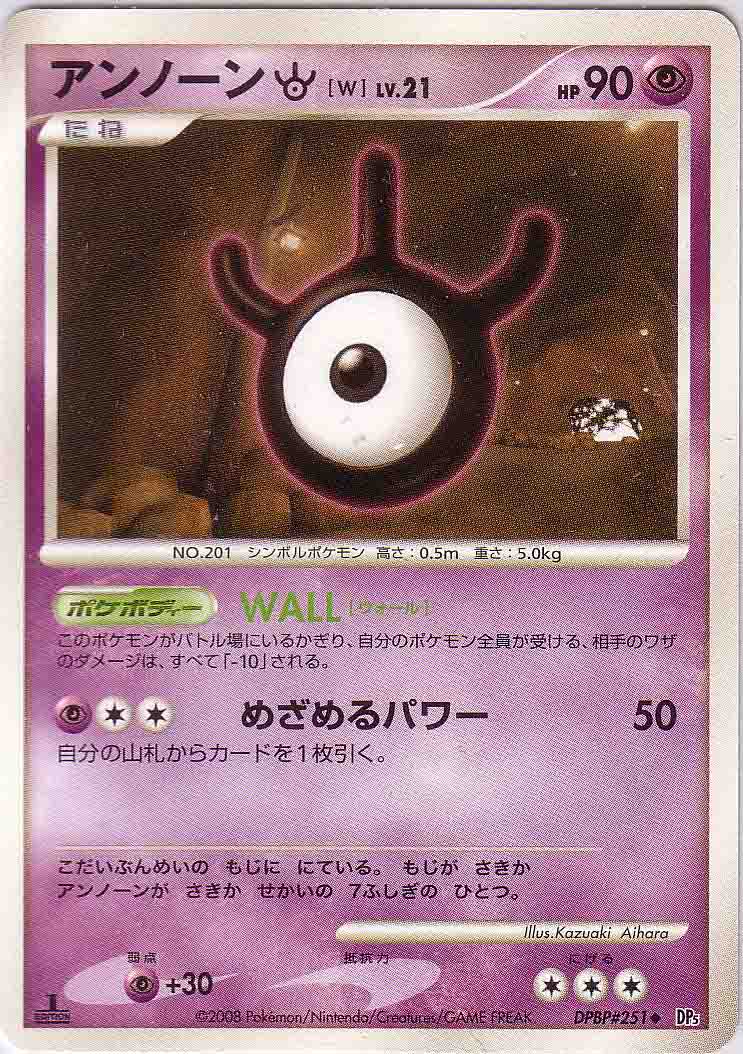 アンノーン [W] LV.21 HP 90
たね
NO.201 シンボルポケモン 高さ:0.5m 重さ:5.0kg
ポケボディー WALL [ウォール]
このポケモンがバトル場にいるかぎり、自分のポケモン全員が受ける、相手のワザ
のダメージは、すべて「-10」される。
めざめるパワー 50
自分の山札からカードを1枚引く。
こだいぶんめいの もじに にている。 もじが さきか
アンノーンが さきか せかいの 7ふしぎの ひとつ。
Illus.Kazuaki Aihara
弱点 抵抗力 にげる
+30
1 EDITION ©2008 Pokémon/Nintendo/Creatures/GAME FREAK DPBP#251◆ DP5